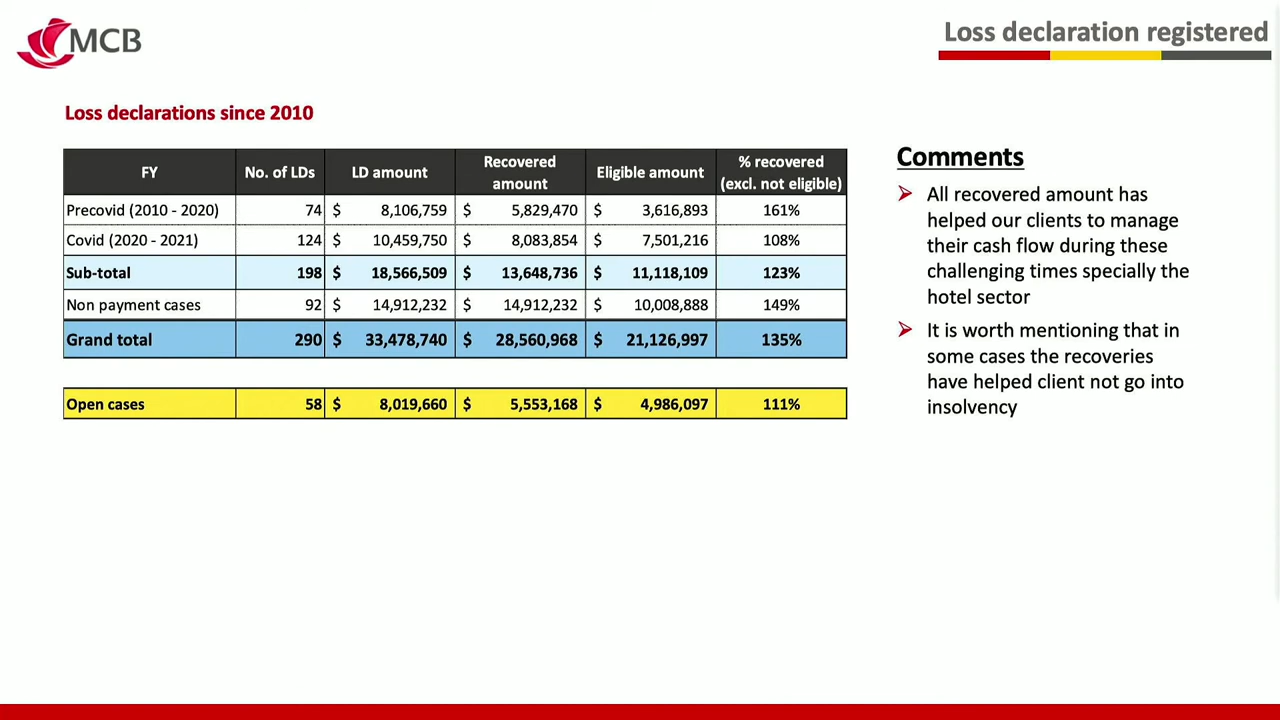 MCB
Loss declaration registered
Loss declarations since 2010
FY No. of LDs LD amount Recovered amount Eligible amount % recovered (excl. not eligible)
Precovid (2010 - 2020) 74 $ 8,106,759 $ 5,829,470 $ 3,616,893 161%
Covid (2020 - 2021) 124 $ 10,459,750 $ 8,083,854 $ 7,501,216 108%
Sub-total 198 $ 18,566,509 $ 13,648,736 $ 11,118,109 123%
Non payment cases 92 $ 14,912,232 $ 14,912,232 $ 10,008,888 149%
Grand total 290 $ 33,478,740 $ 28,560,968 $ 21,126,997 135%
Open cases 58 $ 8,019,660 $ 5,553,168 $ 4,986,097 111%
Comments
All recovered amount has
helped our clients to manage
their cash flow during these
challenging times specially the
hotel sector
It is worth mentioning that in
some cases the recoveries
have helped client not go into
insolvency